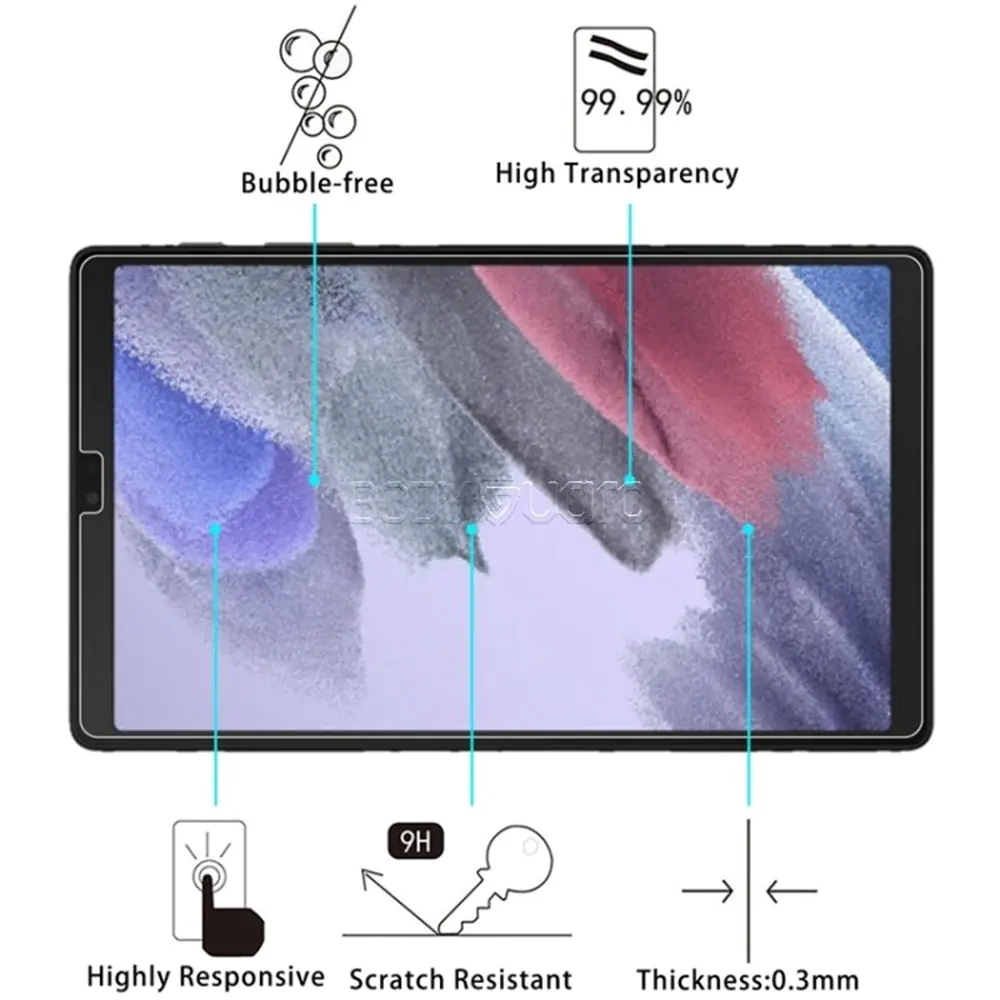 99.99%
Bubble-free
High Transparency
9H
Highly Responsive
Scratch Resistant
Thickness:0.3mm